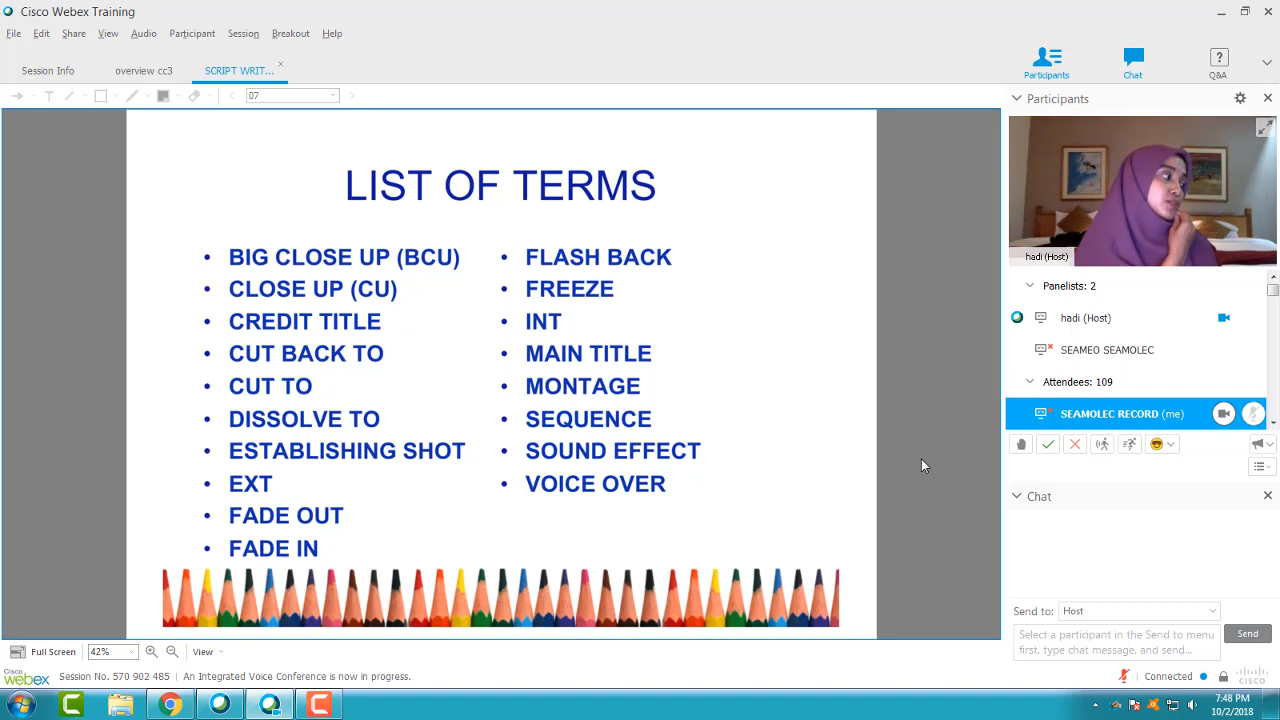 Cisco Webex Training
File Edit Share View Audio Participant Session Breakout Help
Session Info overview cc3 SCRIPT WRIT...
Participants Chat Q&A
07
Participants
LIST OF TERMS
BIG CLOSE UP (BCU)
CLOSE UP (CU)
CREDIT TITLE
CUT BACK TO
CUT TO
DISSOLVE TO
ESTABLISHING SHOT
EXT
FADE OUT
FADE IN
FLASH BACK
FREEZE
INT
MAIN TITLE
MONTAGE
SEQUENCE
SOUND EFFECT
VOICE OVER
hadi (Host)
Panelists: 2
hadi (Host)
SEAMEO SEAMOLEC
Attendees: 109
SEAMOLEC RECORD (me)
Chat
Send to: Host
Select a participant in the Send to menu
first, type chat message, and send...
Send
Full Screen 42% View
Cisco
webex
Session No. 570 902 485 An Integrated Voice Conference is now in progress.
Connected
cisco
7:48 PM
10/2/2018